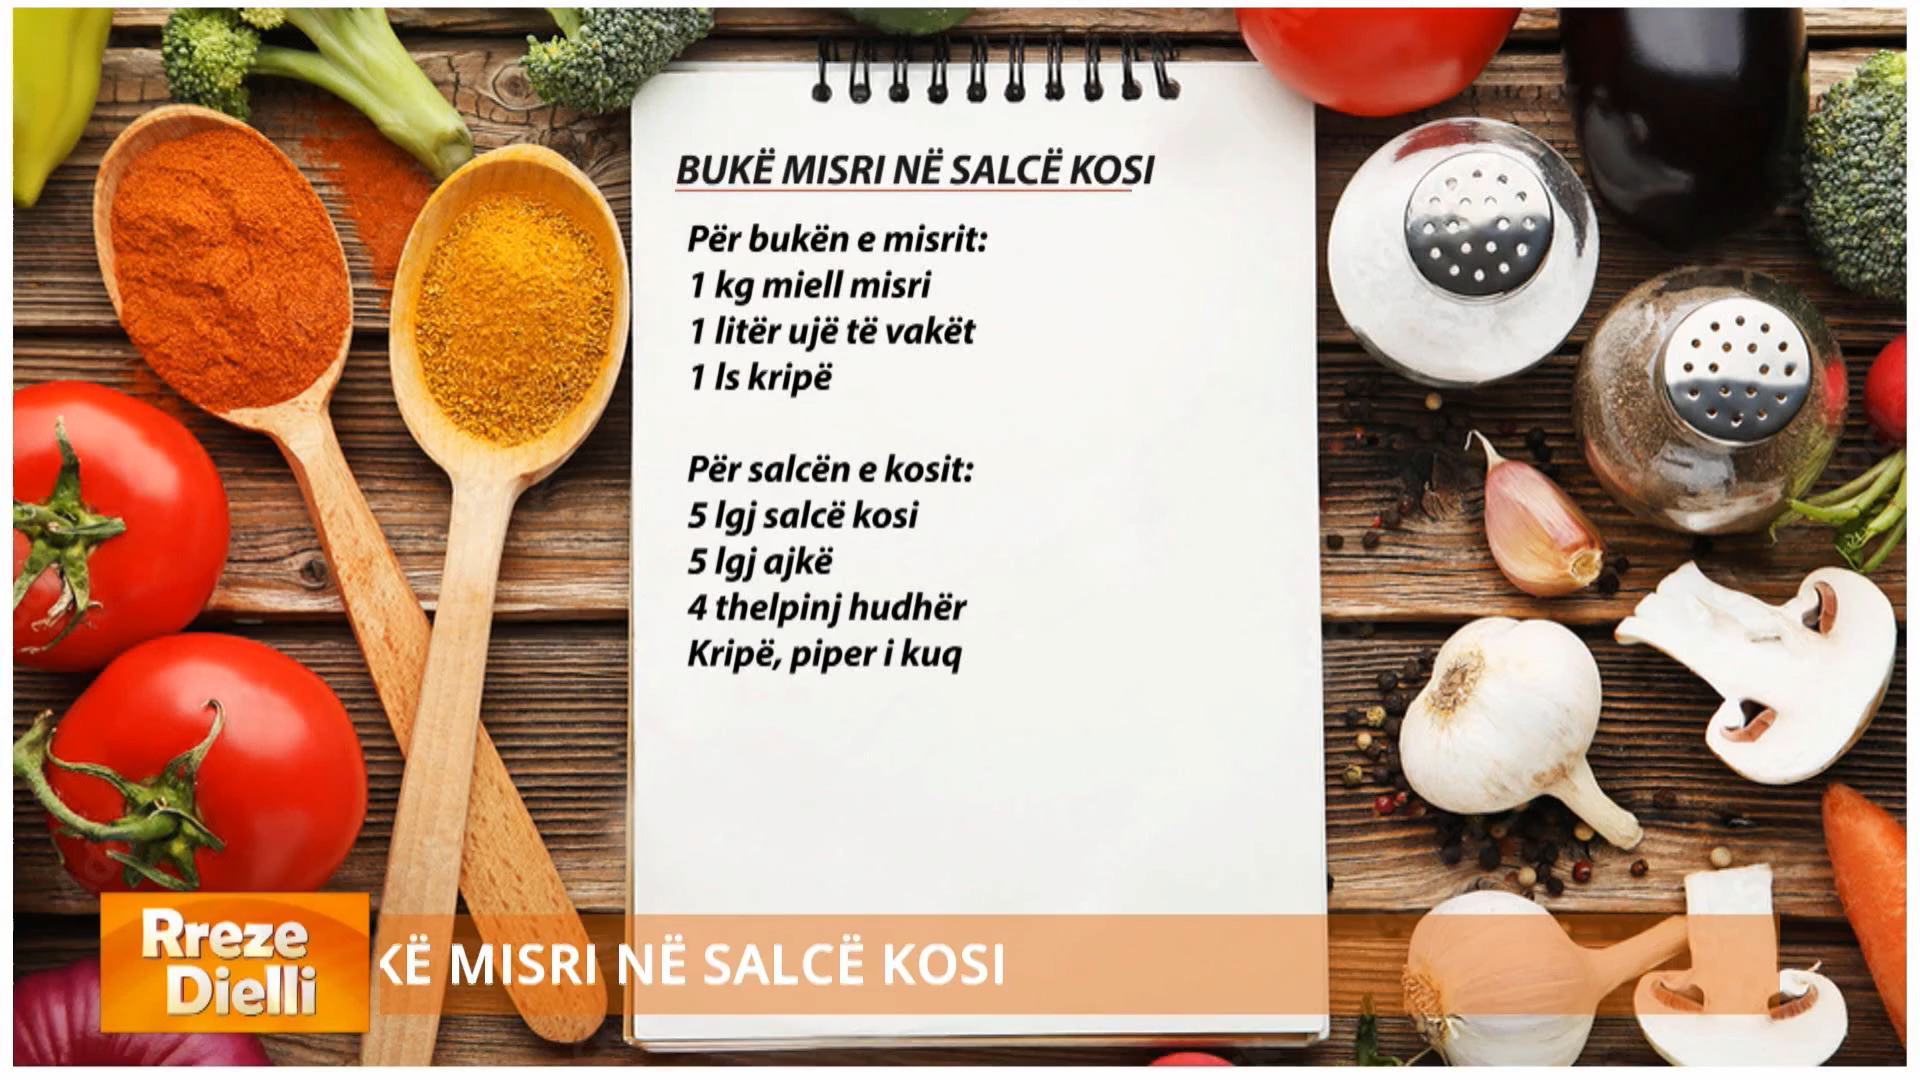 BUKË MISRI NË SALCË KOSI
Për bukën e misrit:
1 kg miell misri
1 litër ujë të vakët
1 ls kripë
Për salcën e kosit:
5 lgj salcë kosi
5 lgj ajkë
4 thelpinj hudhër
Kripë, piper i kuq
Rreze
Dielli
KË MISRI NË SALCË KOSI